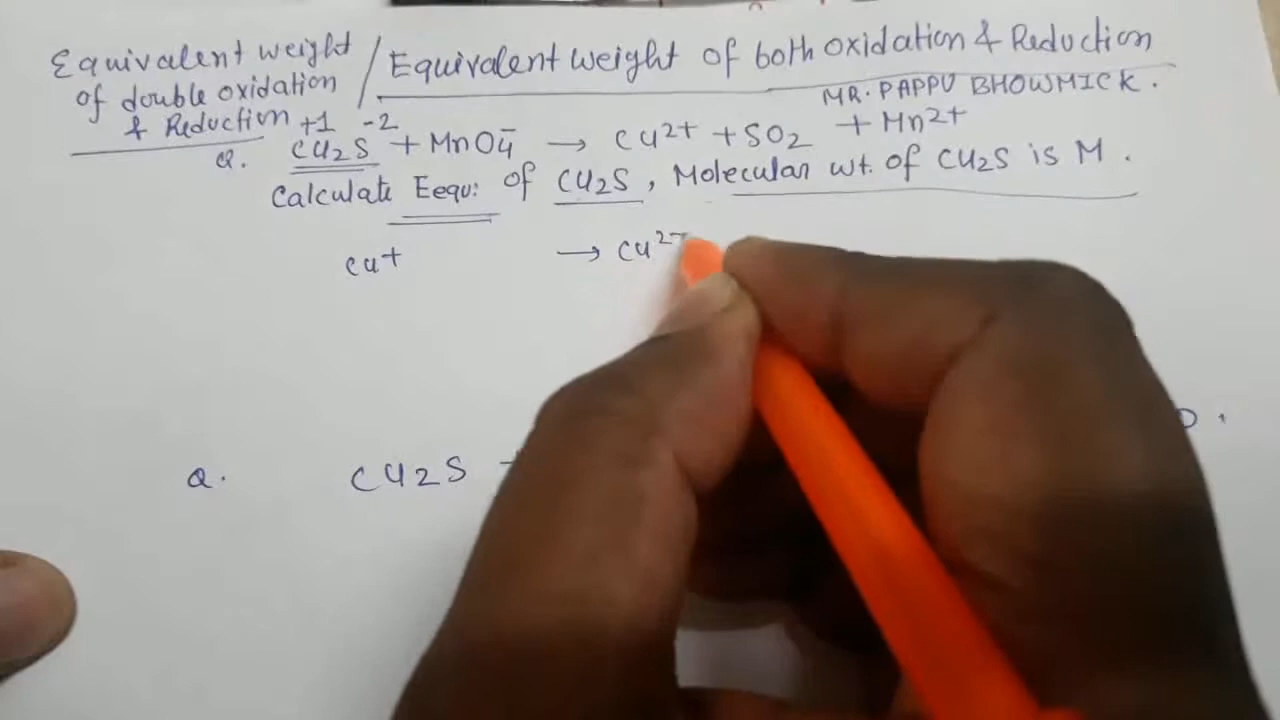 Equivalent weight
of double oxidation
& Reduction
/ Equivalent weight of both oxidation & Reduction
MR. PAPPU BHOWMICK.
+1 -2
Q. Cu2S + MnO4- → Cu2+ + SO2 + Mn2+
Calculate Eequ: of Cu2S, Molecular wt. of Cu2S is M.
Cu+ → Cu2+
Q. Cu2S